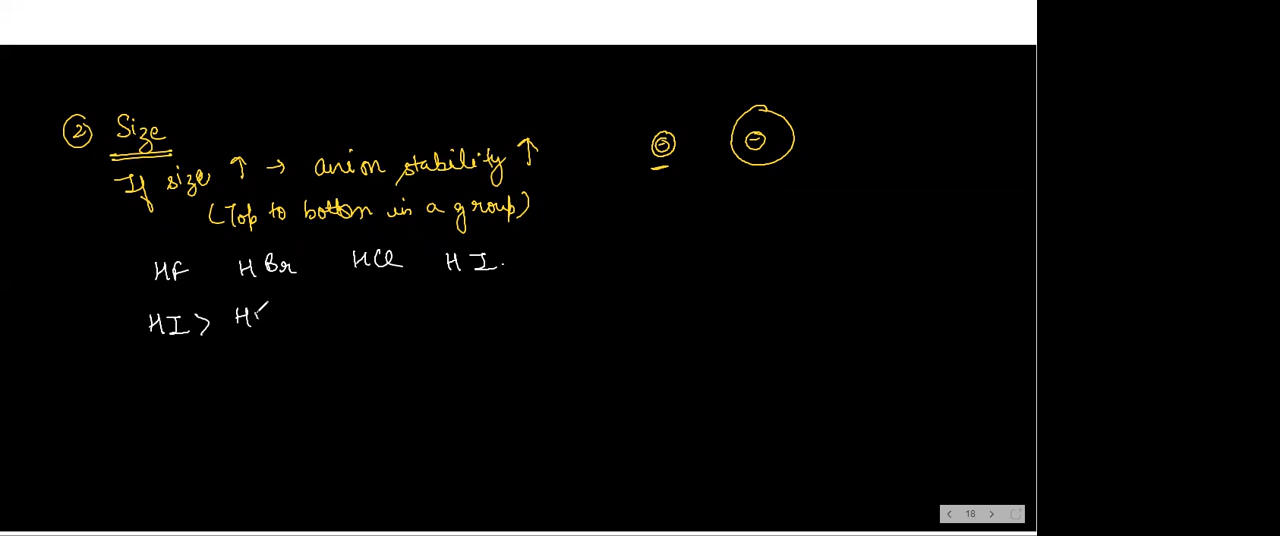 ② Size
If size ↑ → anion stability ↑
(Top to bottom in a group)
HF HBr HCl HI.
HI > H
18